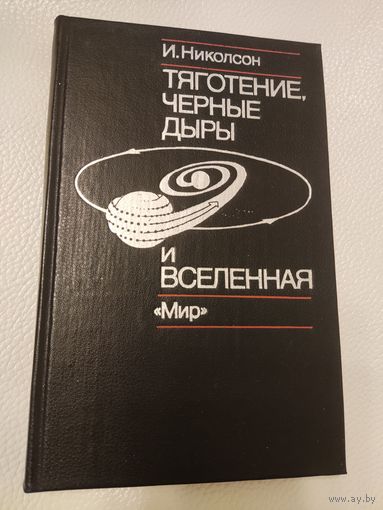 И. Николсон
ТЯГОТЕНИЕ,
ЧЕРНЫЕ
ДЫРЫ
И
ВСЕЛЕННАЯ
«Мир»
www.ay.by